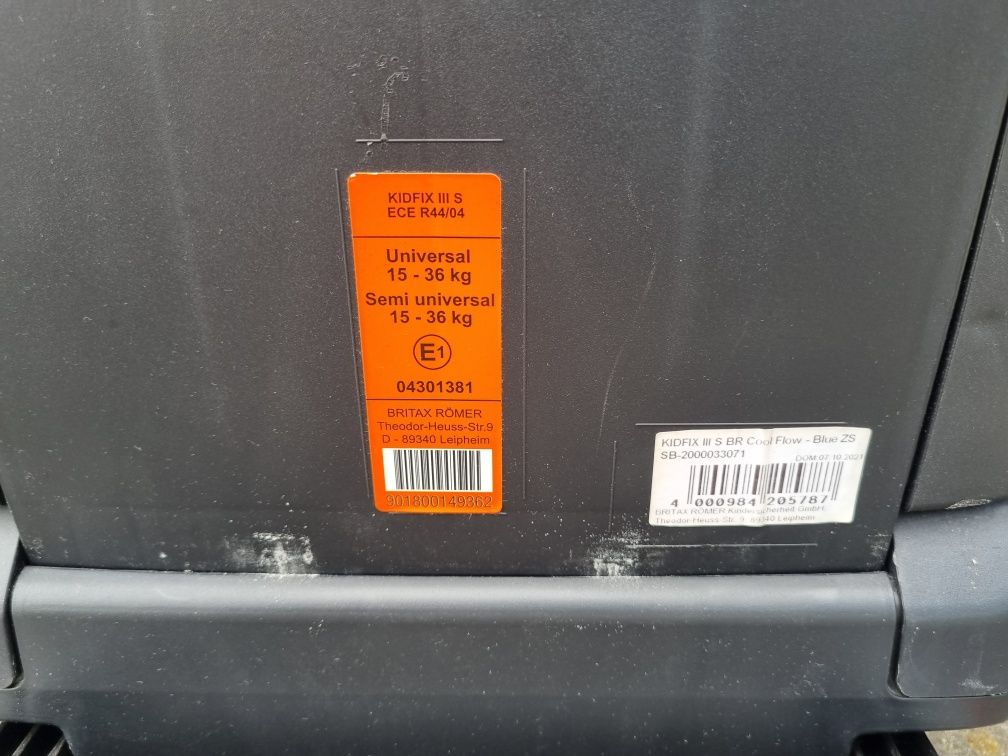 KIDFIX III S
ECE R44/04
Universal
15 - 36 kg
Semi universal
15 - 36 kg
E1
04301381
BRITAX RÖMER
Theodor-Heuss-Str.9
D - 89340 Leipheim
901800149362
KIDFIX III S BR Cool Flow - Blue ZS
SB-2000033071
DOM:07.10.2021
4 000984 205787
BRITAX RÖMER Kindersicherheit GmbH,
Theodor-Heuss-Str. 9, 89340 Leipheim